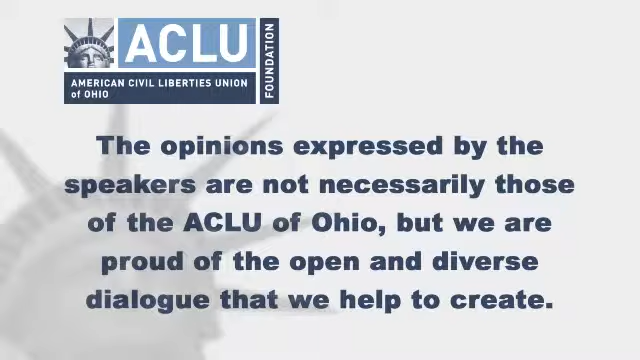 ACLU
AMERICAN CIVIL LIBERTIES UNION
of OHIO
FOUNDATION
The opinions expressed by the
speakers are not necessarily those
of the ACLU of Ohio, but we are
proud of the open and diverse
dialogue that we help to create.